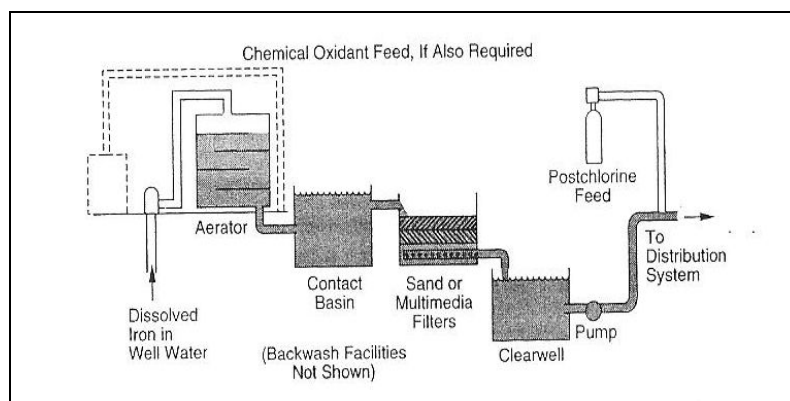 Chemical Oxidant Feed, If Also Required
Aerator
Dissolved
Iron in
Well Water
Contact
Basin
(Backwash Facilities
Not Shown)
Sand or
Multimedia
Filters
Clearwell
Pump
Postchlorine
Feed
To
Distribution
System